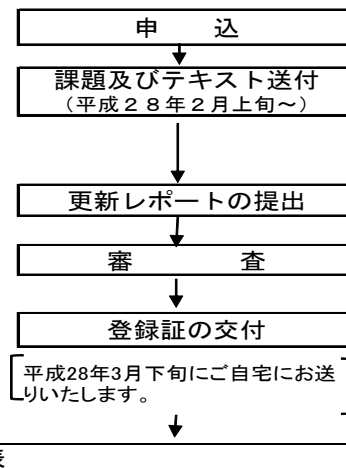 申　　込
課題及びテキスト送付
（平成２８年２月上旬～）
更新レポートの提出
審　　　査
登録証の交付
平成28年3月下旬にご自宅にお送
りいたします。